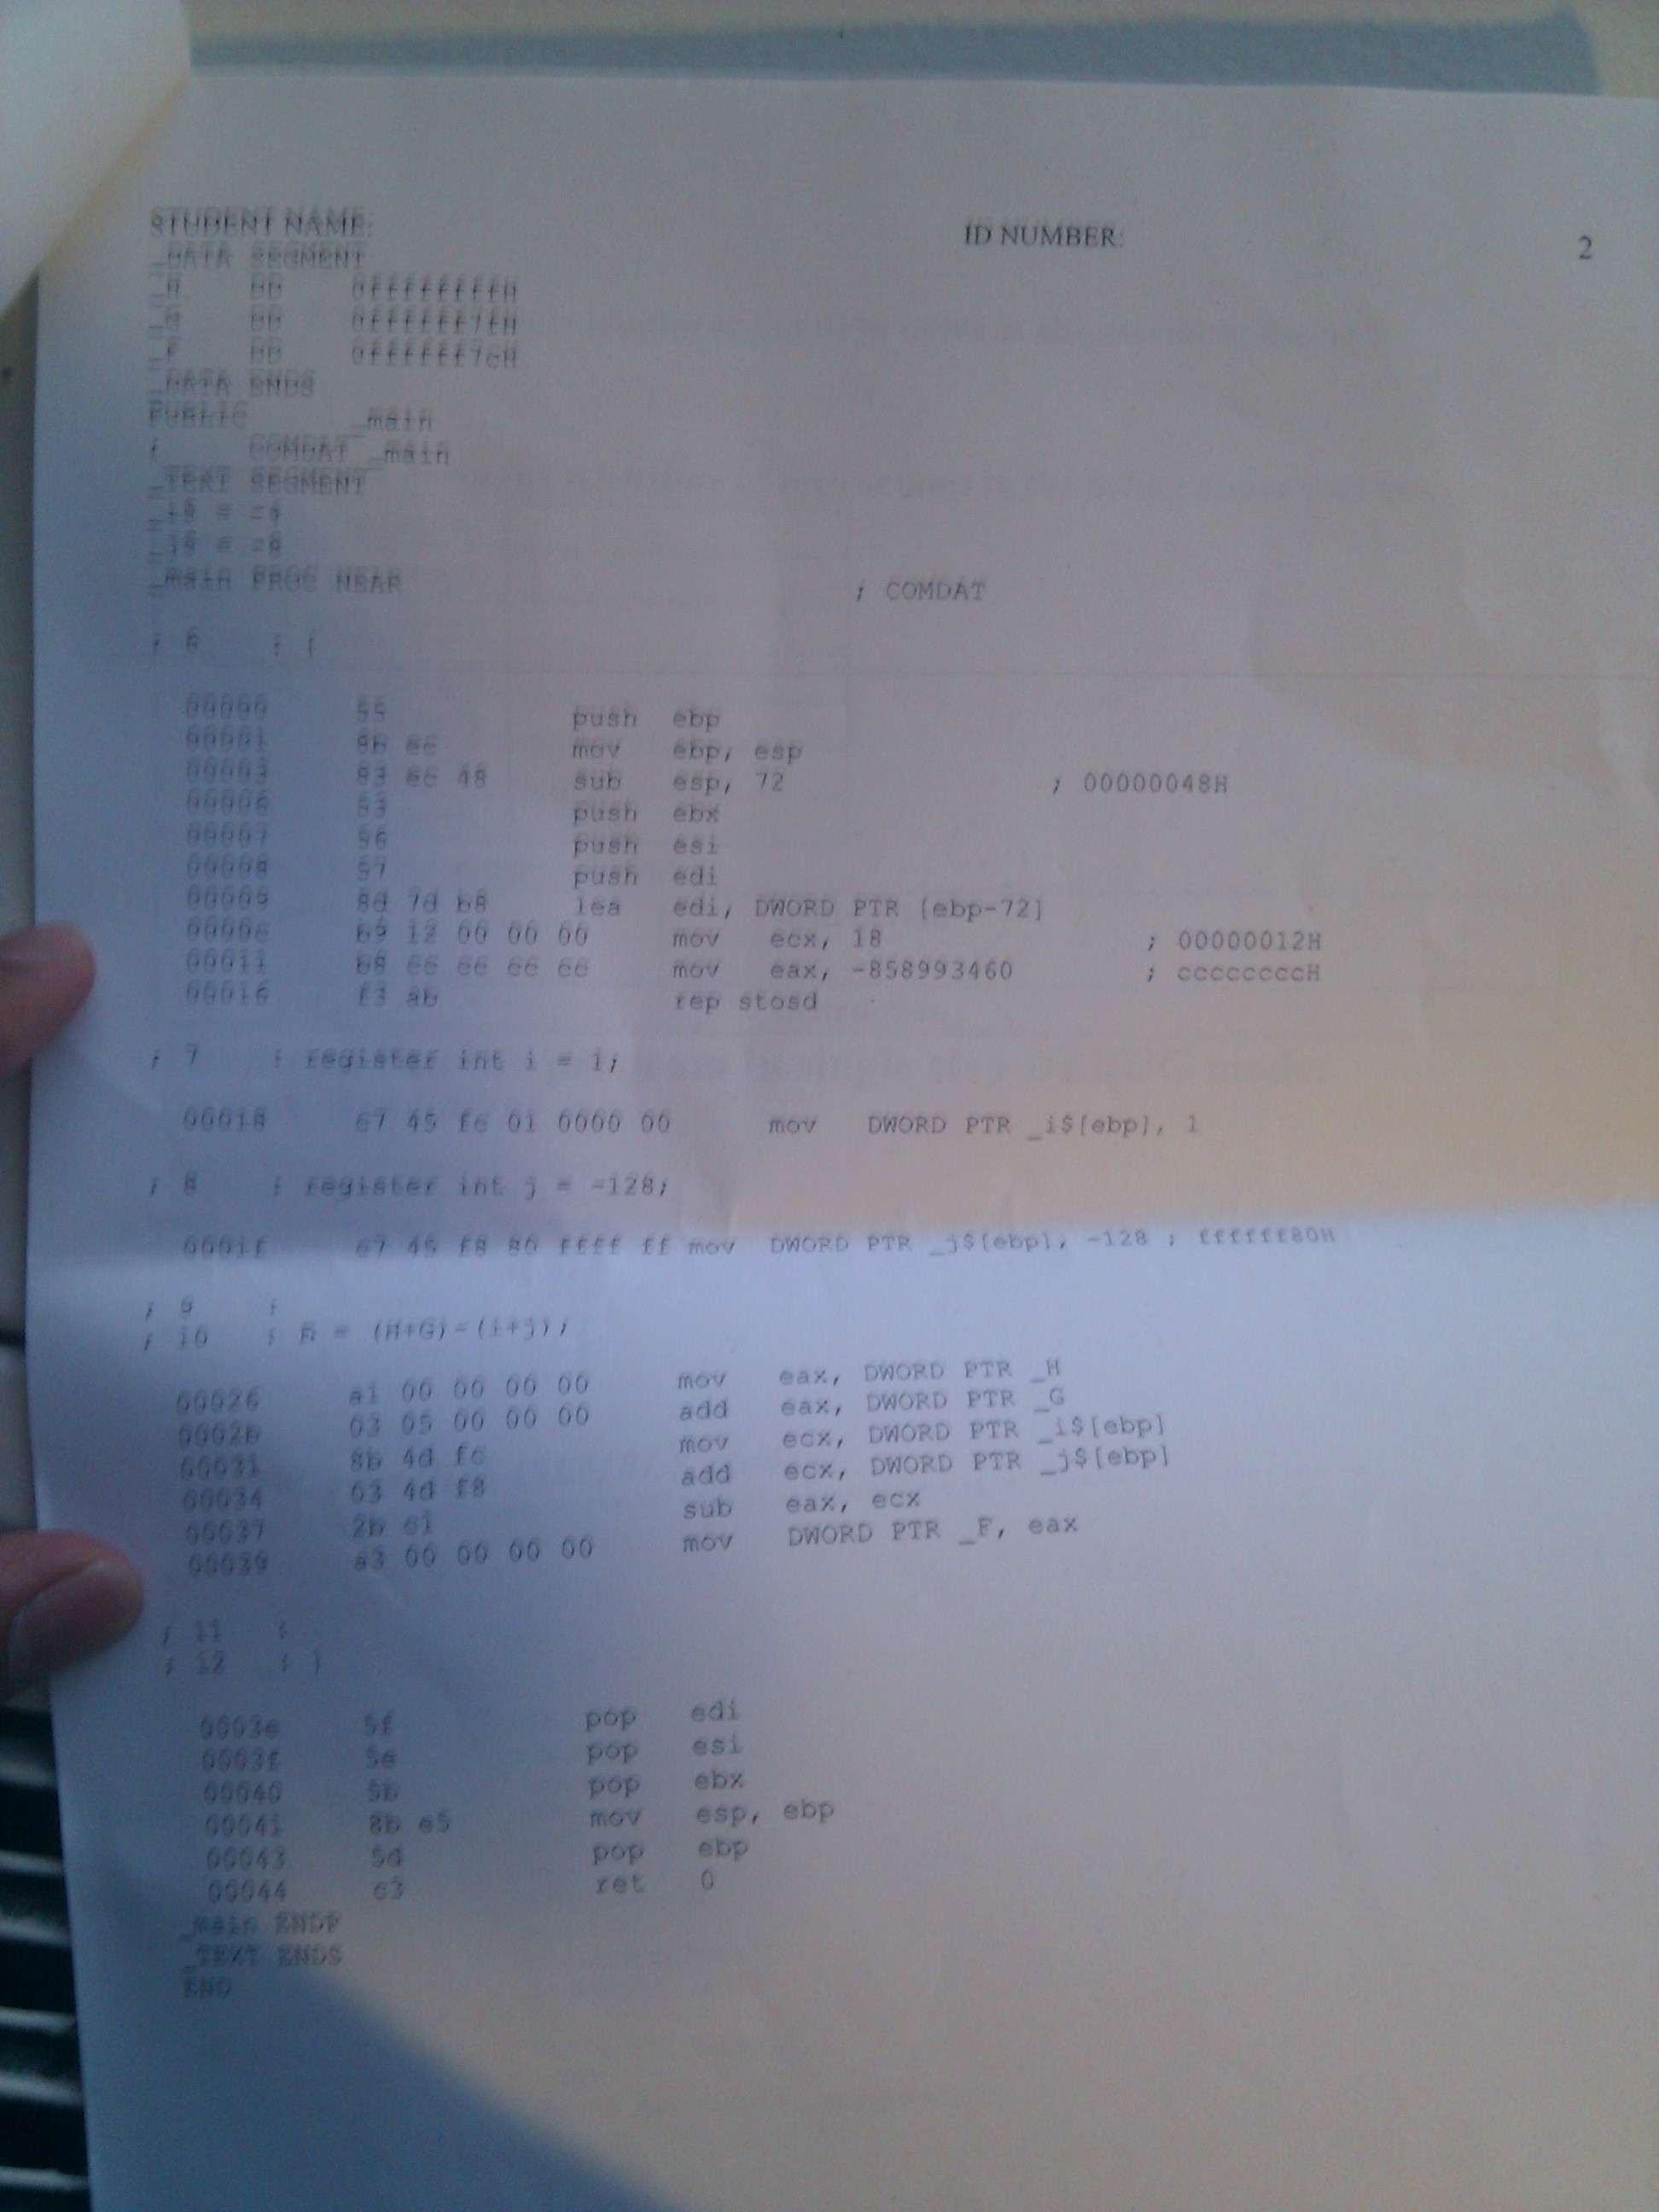 STUDENT NAME: ID NUMBER: 2
_DATA SEGMENT
_H DD 0ffffffffH
_G DD 0ffffff7fH
_F DD 0ffffff7eH
_DATA ENDS
PUBLIC _main
; COMDAT _main
_TEXT SEGMENT
_i$ = -4
_j$ = -8
_main PROC NEAR ; COMDAT
; 6 : {
00000 55 push ebp
00001 8b ec mov ebp, esp
00003 83 ec 48 sub esp, 72 ; 00000048H
00006 53 push ebx
00007 56 push esi
00008 57 push edi
00009 8d 7d b8 lea edi, DWORD PTR [ebp-72]
0000c b9 12 00 00 00 mov ecx, 18 ; 00000012H
00011 b8 cc cc cc cc mov eax, -858993460 ; ccccccccH
00016 f3 ab rep stosd
; 7 : register int i = 1;
00018 c7 45 fc 01 0000 00 mov DWORD PTR _i$[ebp], 1
; 8 : register int j = -128;
0001f c7 45 f8 80 ffff ff mov DWORD PTR _j$[ebp], -128 ; ffffff80H
; 9 :
; 10 : = (H+G)-(i+j);
00026 a1 00 00 00 00 mov eax, DWORD PTR _H
0002b 03 05 00 00 00 add eax, DWORD PTR _G
00031 8b 4d fc mov ecx, DWORD PTR _i$[ebp]
00034 03 4d f8 add ecx, DWORD PTR _j$[ebp]
00037 2b c1 sub eax, ecx
00039 a3 00 00 00 00 mov DWORD PTR _F, eax
; 11 :
; 12 : }
0003e 5f pop edi
0003f 5e pop esi
00040 5b pop ebx
00041 8b e5 mov esp, ebp
00043 5d pop ebp
00044 c3 ret 0
_main ENDP
_TEXT ENDS
END